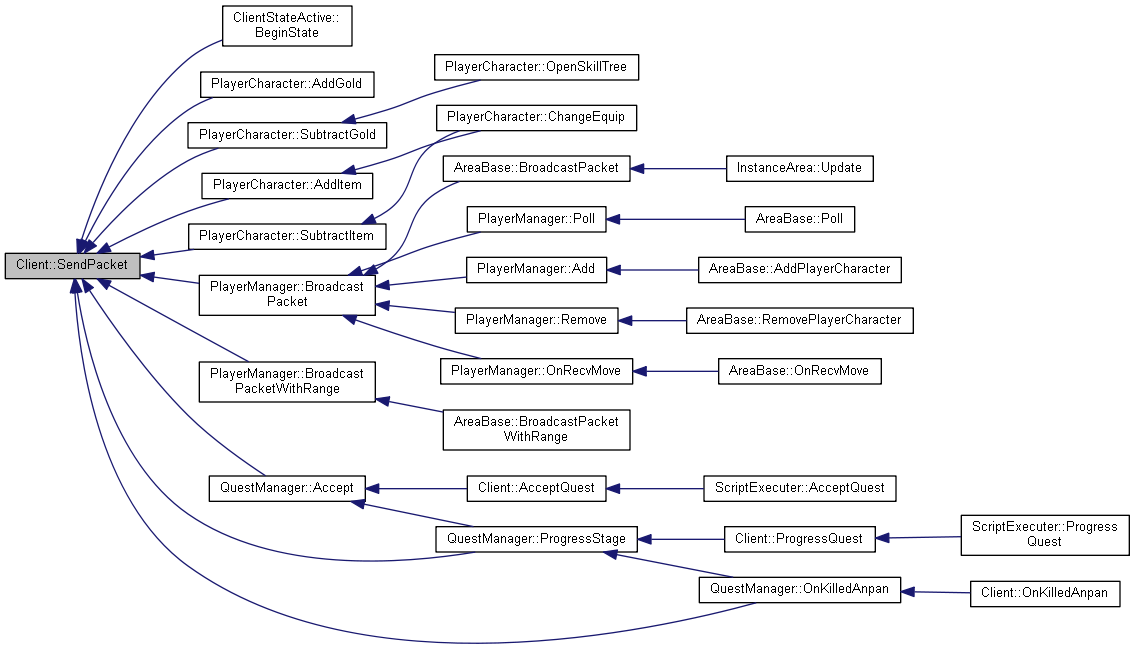 ClientStateActive::
BeginState
PlayerCharacter::OpenSkillTree
PlayerCharacter::AddGold
PlayerCharacter::ChangeEquip
PlayerCharacter::SubtractGold
AreaBase::BroadcastPacket
InstanceArea::Update
PlayerCharacter::AddItem
PlayerManager::Poll
AreaBase::Poll
PlayerCharacter::SubtractItem
Client::SendPacket
PlayerManager::Add
AreaBase::AddPlayerCharacter
PlayerManager::Broadcast
Packet
PlayerManager::Remove
AreaBase::RemovePlayerCharacter
PlayerManager::OnRecvMove
AreaBase::OnRecvMove
PlayerManager::Broadcast
PacketWithRange
AreaBase::BroadcastPacket
WithRange
QuestManager::Accept
Client::AcceptQuest
ScriptExecuter::AcceptQuest
QuestManager::ProgressStage
Client::ProgressQuest
ScriptExecuter::Progress
Quest
QuestManager::OnKilledAnpan
Client::OnKilledAnpan